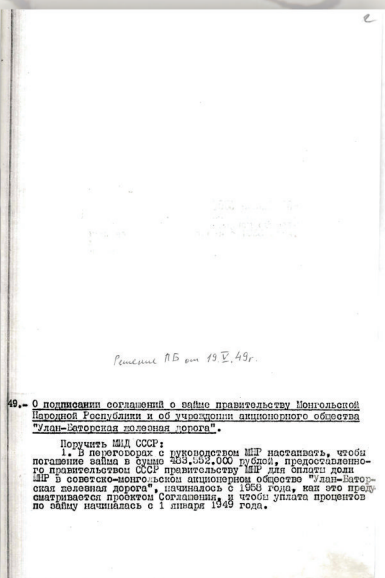 Решение ПБ от 19.V.49г.
49.- О подписании соглашений о займе правительству Монгольской
Народной Республики и об учреждении акционерного общества
"Улан-Баторская железная дорога".
Поручить МИД СССР:
1. В переговорах с руководством МНР настаивать, чтобы
погашение займа в сумме 483.552.000 рублей, предоставленно-
го правительством СССР правительству МНР для оплаты доли
МНР в советско-монгольском акционерном обществе "Улан-Батор-
ская железная дорога", начиналось с 1958 года, как это преду-
сматривается проектом Соглашения, и чтобы уплата процентов
по займу начиналась с 1 января 1949 года.